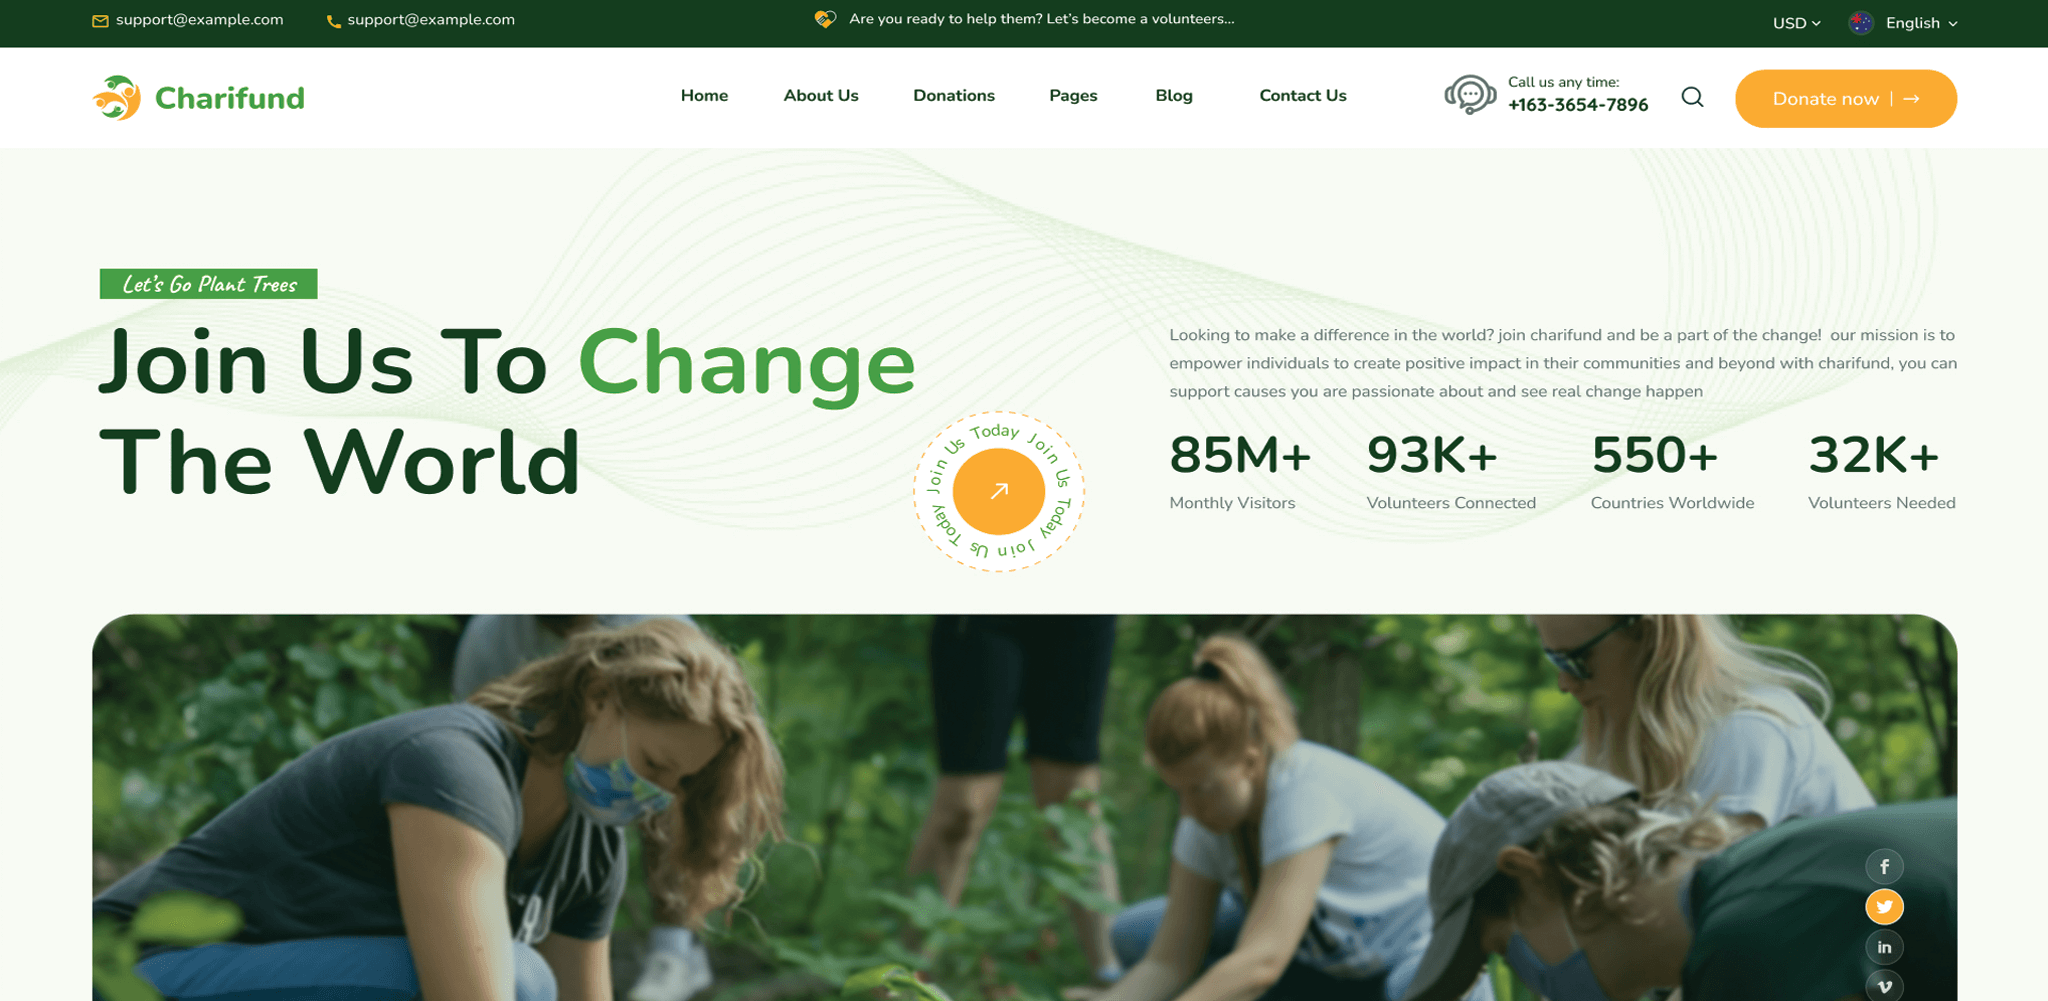 support@example.com
support@example.com
Are you ready to help them? Let's become a volunteers...
USD
English
Charifund
Home
About Us
Donations
Pages
Blog
Contact Us
Call us any time:
+163-3654-7896
Donate now
Let's Go Plant Trees
Join Us To Change
The World
Join Us Today Join Us Today Join Us Today
Looking to make a difference in the world? join charifund and be a part of the change!  our mission is to
empower individuals to create positive impact in their communities and beyond with charifund, you can
support causes you are passionate about and see real change happen
85M+
Monthly Visitors
93K+
Volunteers Connected
550+
Countries Worldwide
32K+
Volunteers Needed